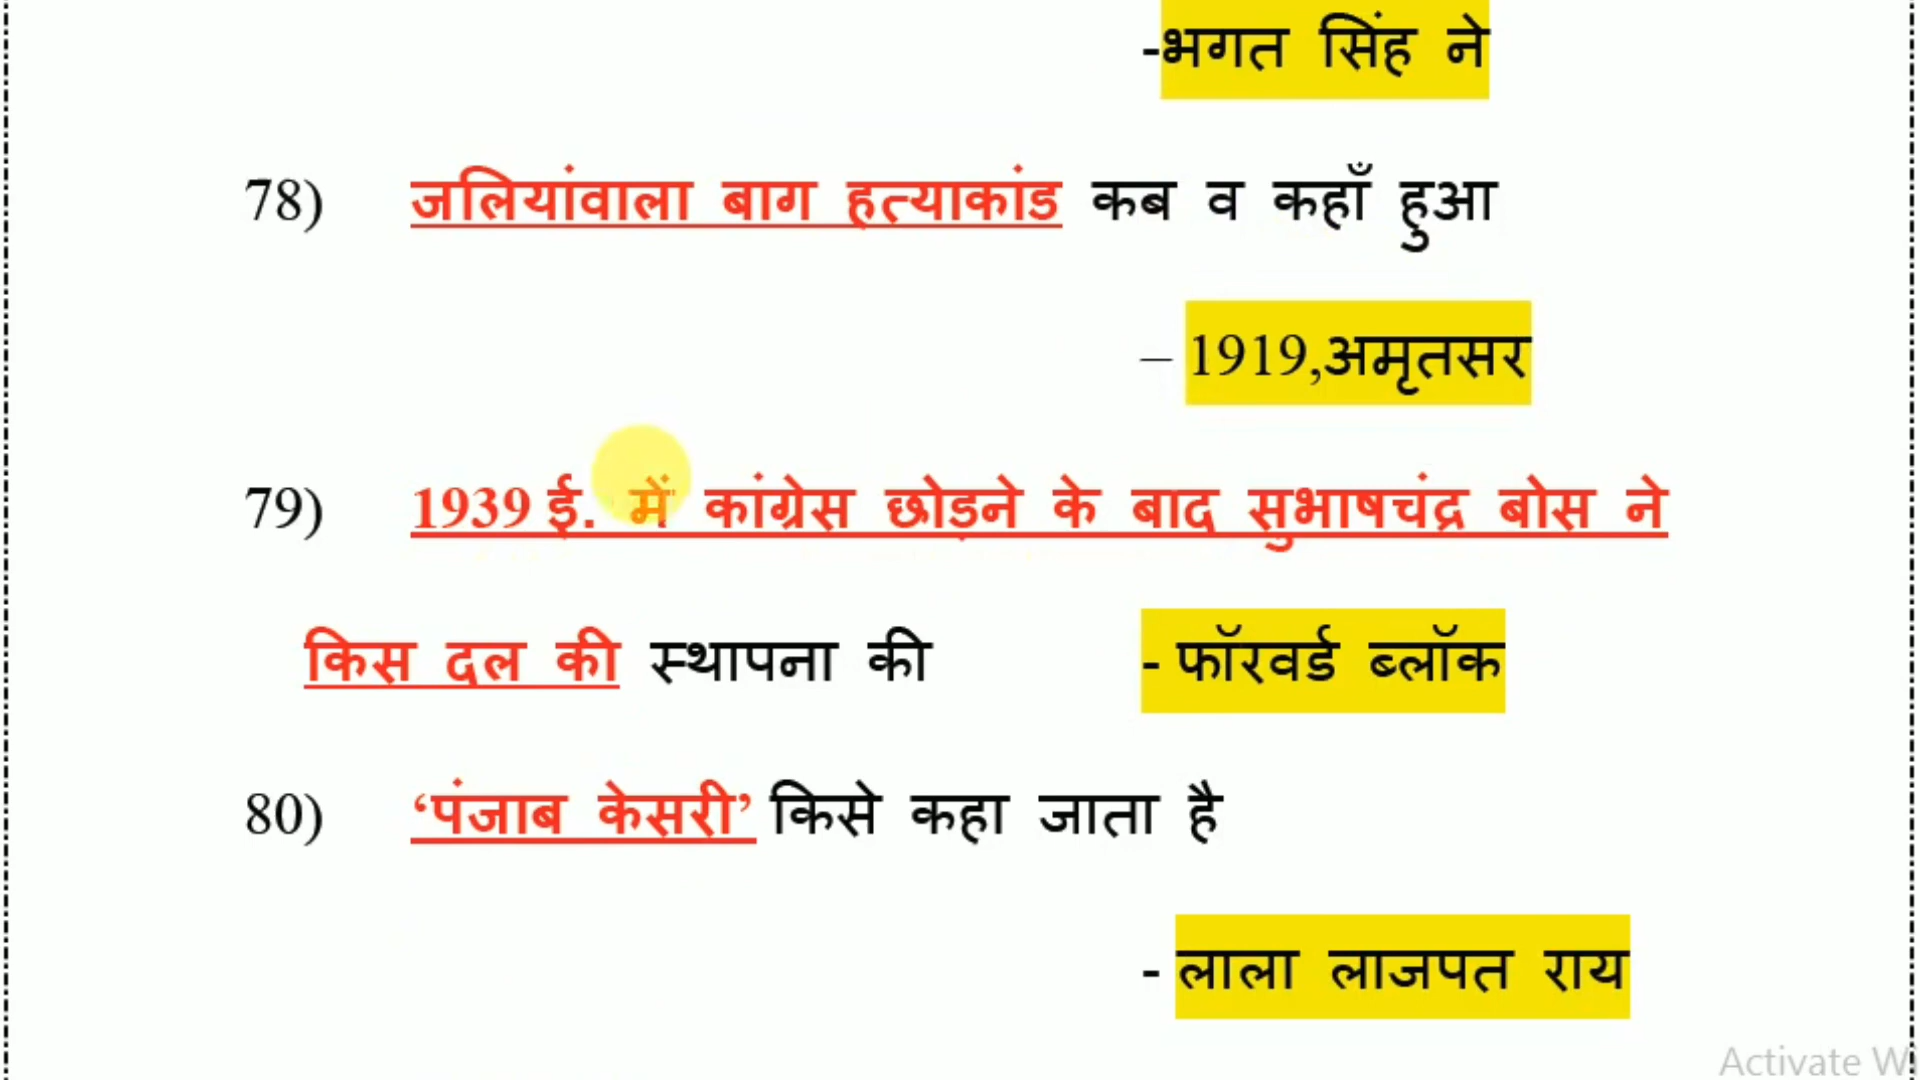 -भगत सिंह ने
78) जलियांवाला बाग हत्याकांड कब व कहाँ हुआ
– 1919,अमृतसर
79) 1939 ई. में कांग्रेस छोड़ने के बाद सुभाषचंद्र बोस ने
किस दल की स्थापना की - फॉरवर्ड ब्लॉक
80) ‘पंजाब केसरी’ किसे कहा जाता है
- लाला लाजपत राय
Activate W